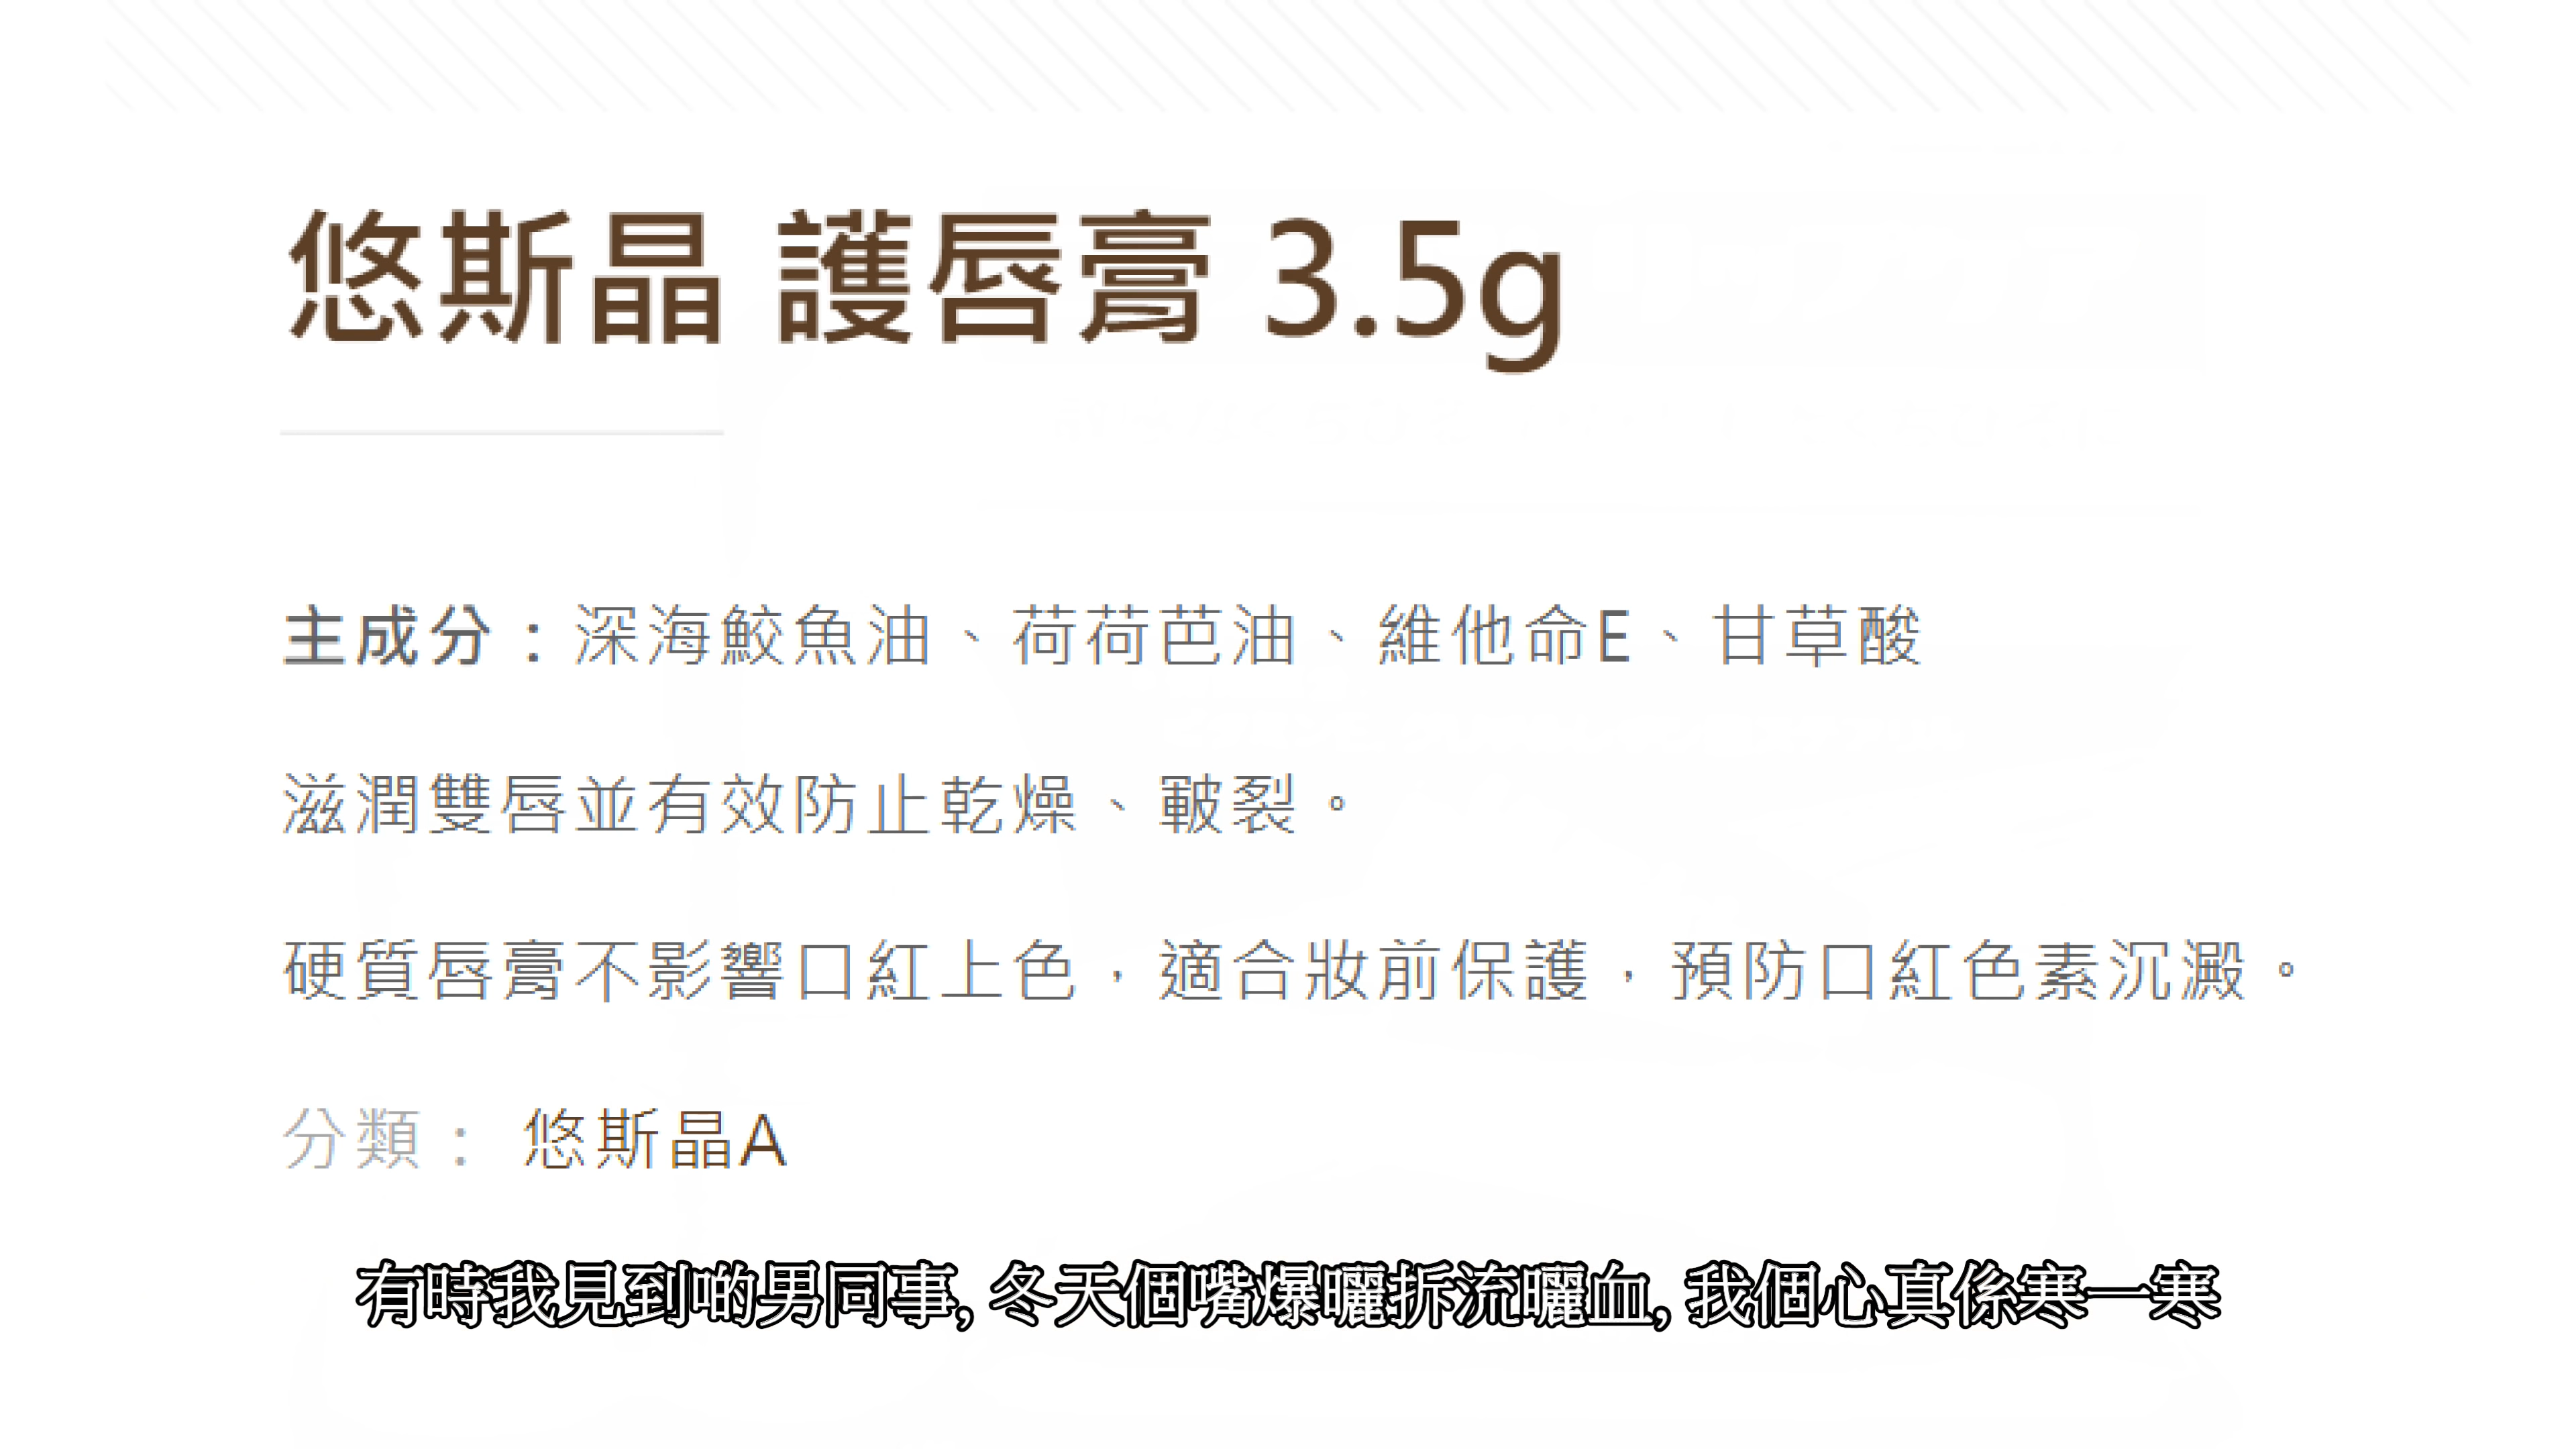 悠斯晶 護唇膏 3.5g
主成分：深海鮫魚油、荷荷芭油、維他命E、甘草酸
滋潤雙唇並有效防止乾燥、皸裂。
硬質唇膏不影響口紅上色，適合妝前保護，預防口紅色素沉澱。
分類： 悠斯晶A
有時我見到啲男同事, 冬天個嘴爆曬拆流曬血, 我個心真係寒一寒